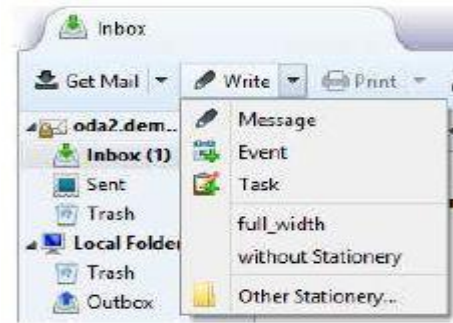 Inbox
Get Mail Write Print
oda2.dem..
Inbox (1)
Sent
Trash
Local Folde
Trash
Outbox
Message
Event
Task
full_width
without Stationery
Other Stationery...